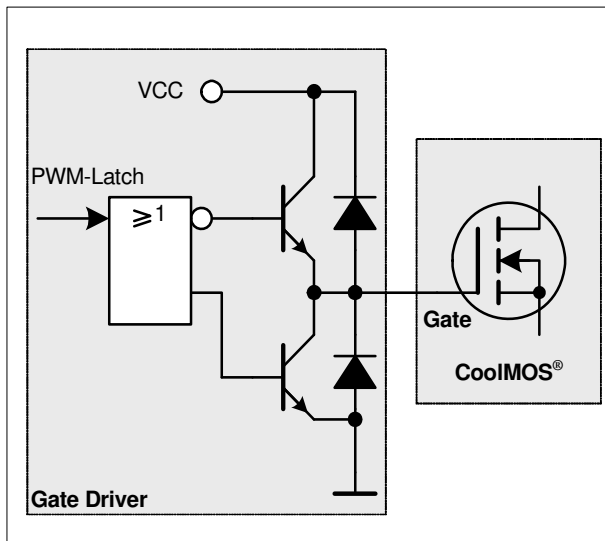 VCC
PWM-Latch
≥1
Gate
CoolMOS®
Gate Driver